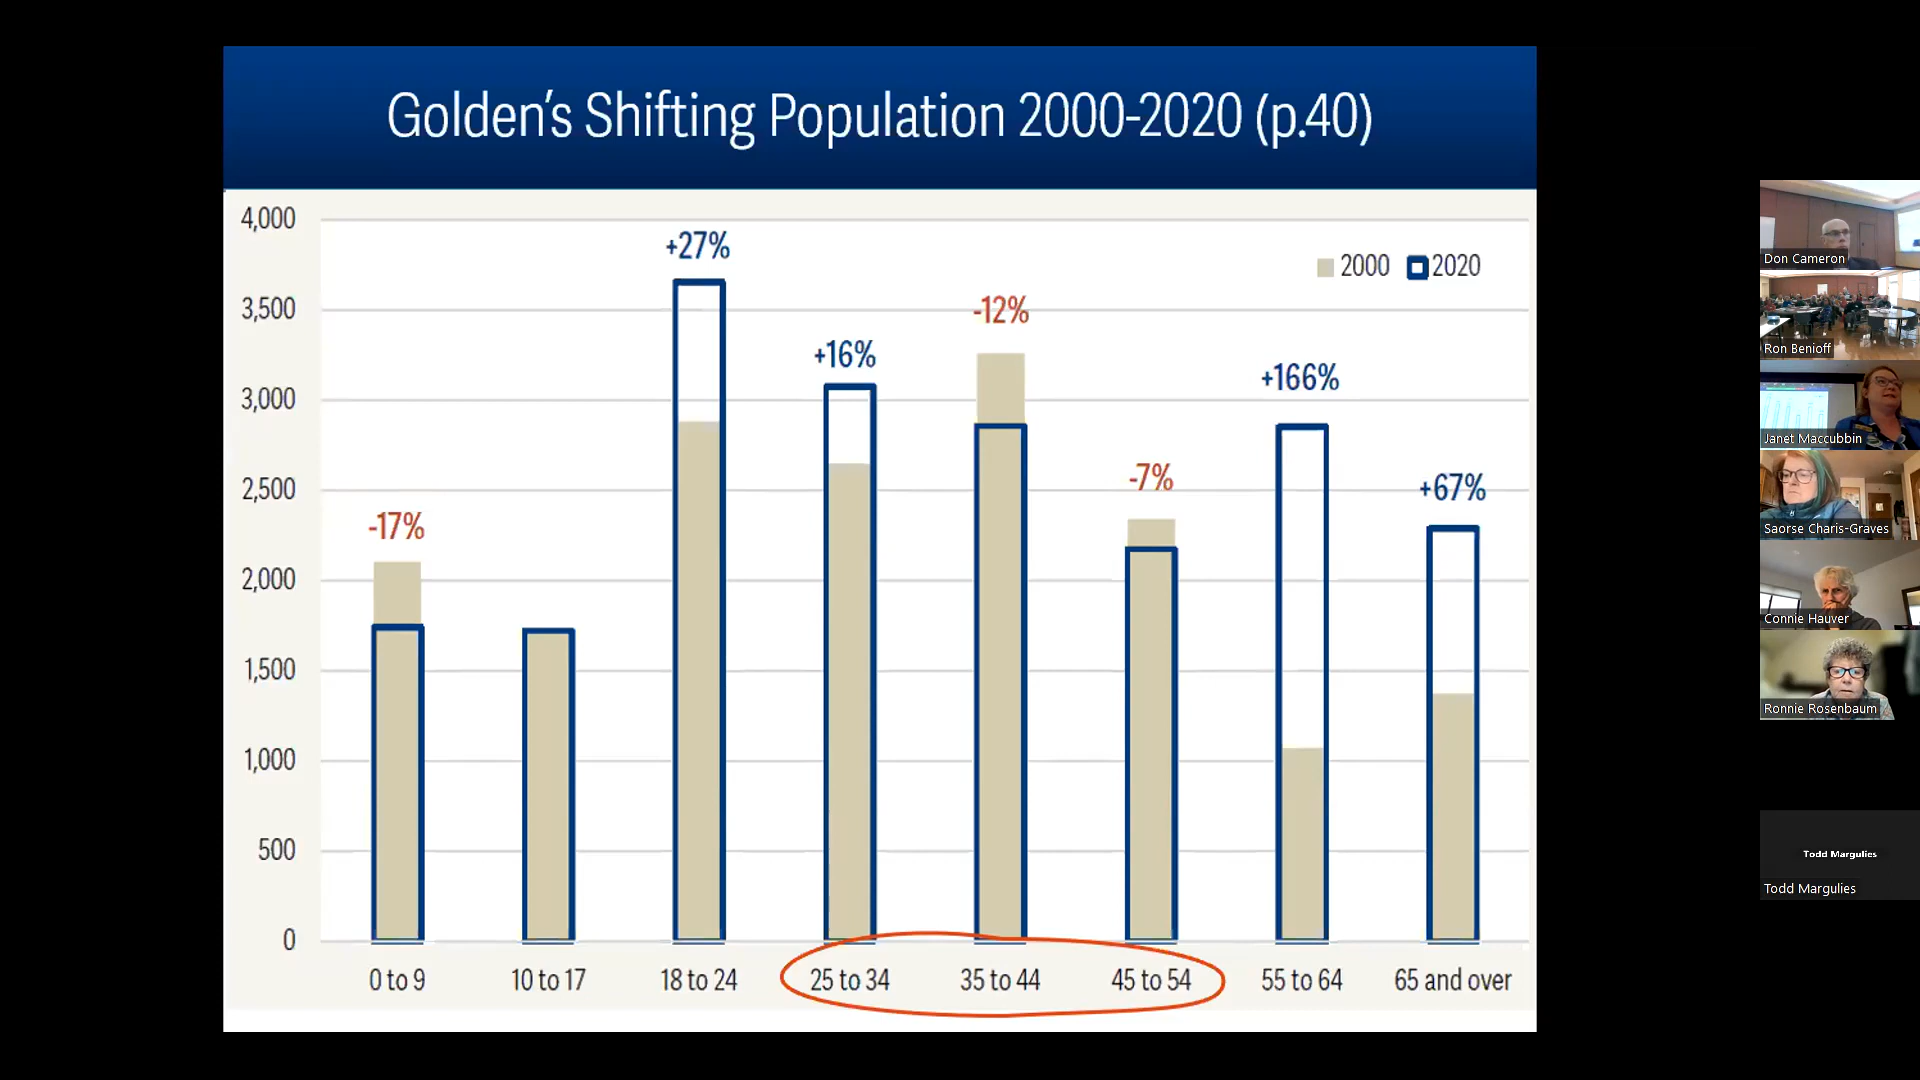 Golden's Shifting Population 2000-2020 (p.40)
4,000
3,500
3,000
2,500
2,000
1,500
1,000
500
0
2000
2020
-17%
+27%
+16%
-12%
-7%
+166%
+67%
0 to 9
10 to 17
18 to 24
25 to 34
35 to 44
45 to 54
55 to 64
65 and over
Don Cameron
Ron Benioff
Janet Maccubbin
Saorse Charis-Graves
Connie Hauver
Ronnie Rosenbaum
Todd Margulies
Todd Margulies